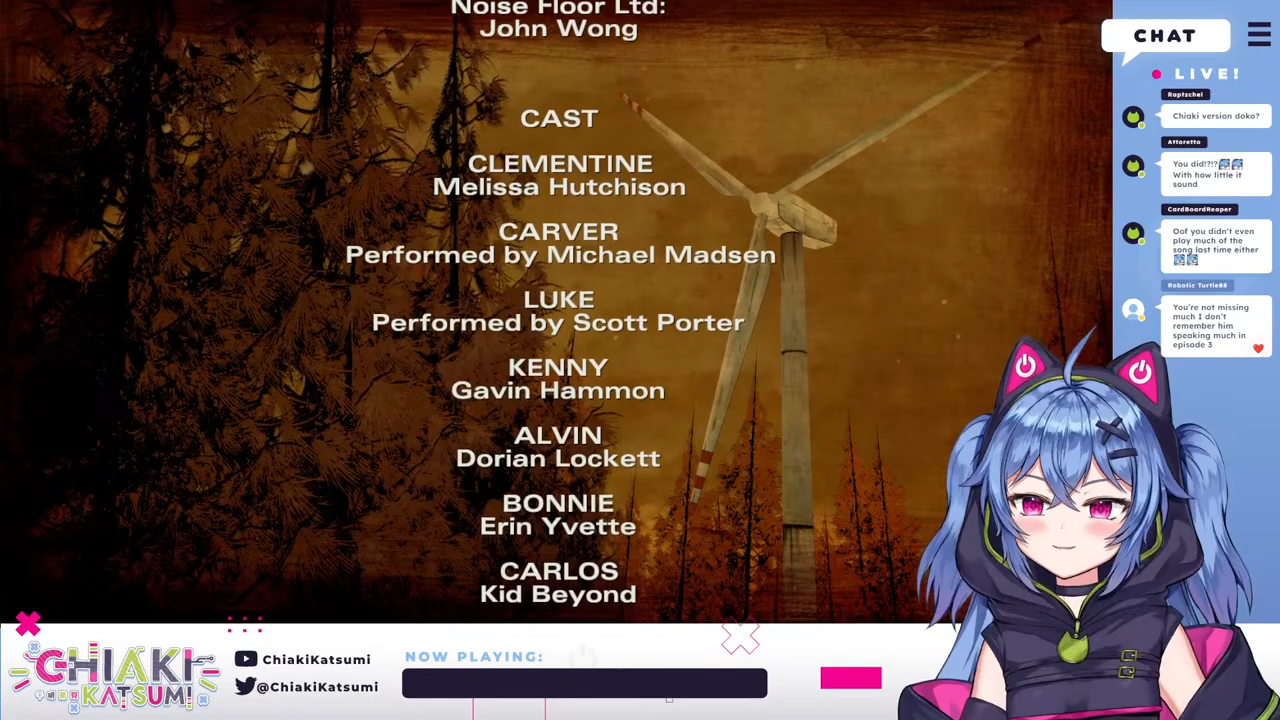 Noise Floor Ltd:
John Wong
CAST
CLEMENTINE
Melissa Hutchison
CARVER
Performed by Michael Madsen
LUKE
Performed by Scott Porter
KENNY
Gavin Hammon
ALVIN
Dorian Lockett
BONNIE
Erin Yvette
CARLOS
Kid Beyond
CHAT
LIVE!
Raptzchel
Chiaki version doko?
Attoretto
You did!?!?
With how little it
sound
CardBoardReaper
Oof you didn't even
play much of the
song last time either
Robotic Turtle88
You're not missing
much I don't
remember him
speaking much in
episode 3
CHIAKI
KATSUMI
ChiakiKatsumi
@ChiakiKatsumi
NOW PLAYING: